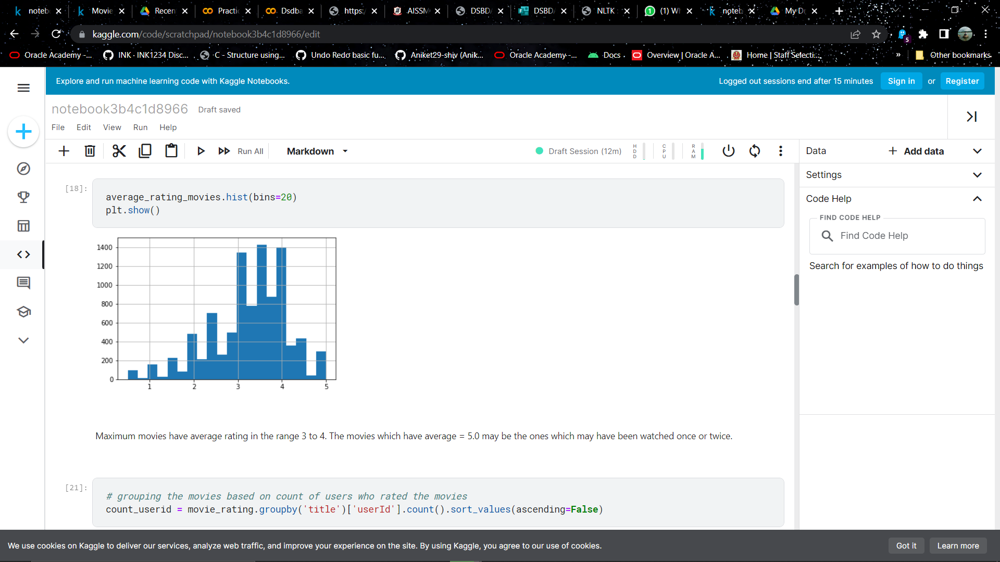 noteb
Movie
Recen
Practic
Dsdba
https:
AISSM
DSBDA
DSBDA
NLTK
(1) Wh
noteb
My Dr
kaggle.com/code/scratchpad/notebook3b4c1d8966/edit
5
Oracle Academy -...
INK · INK1234 Disc...
C - Structure using...
Undo Redo basic fu...
Aniket29-shiv (Anik...
Oracle Academy -...
Docs
Overview | Oracle A...
Home | Staff Selecti...
»
Other bookmarks
Explore and run machine learning code with Kaggle Notebooks.
Logged out sessions end after 15 minutes
Sign in
or
Register
notebook3b4c1d8966
Draft saved
File
Edit
View
Run
Help
Run All
Markdown
Draft Session (12m)
HDD
CPU
RAM
Data
+ Add data
Settings
Code Help
FIND CODE HELP
Find Code Help
Search for examples of how to do things
[18]:
average_rating_movies.hist(bins=20)
plt.show()
1400
1200
1000
800
600
400
200
0
1 2 3 4 5
Maximum movies have average rating in the range 3 to 4. The movies which have average = 5.0 may be the ones which may have been watched once or twice.
[21]:
# grouping the movies based on count of users who rated the movies
count_userid = movie_rating.groupby('title')['userId'].count().sort_values(ascending=False)
We use cookies on Kaggle to deliver our services, analyze web traffic, and improve your experience on the site. By using Kaggle, you agree to our use of cookies.
Got it
Learn more